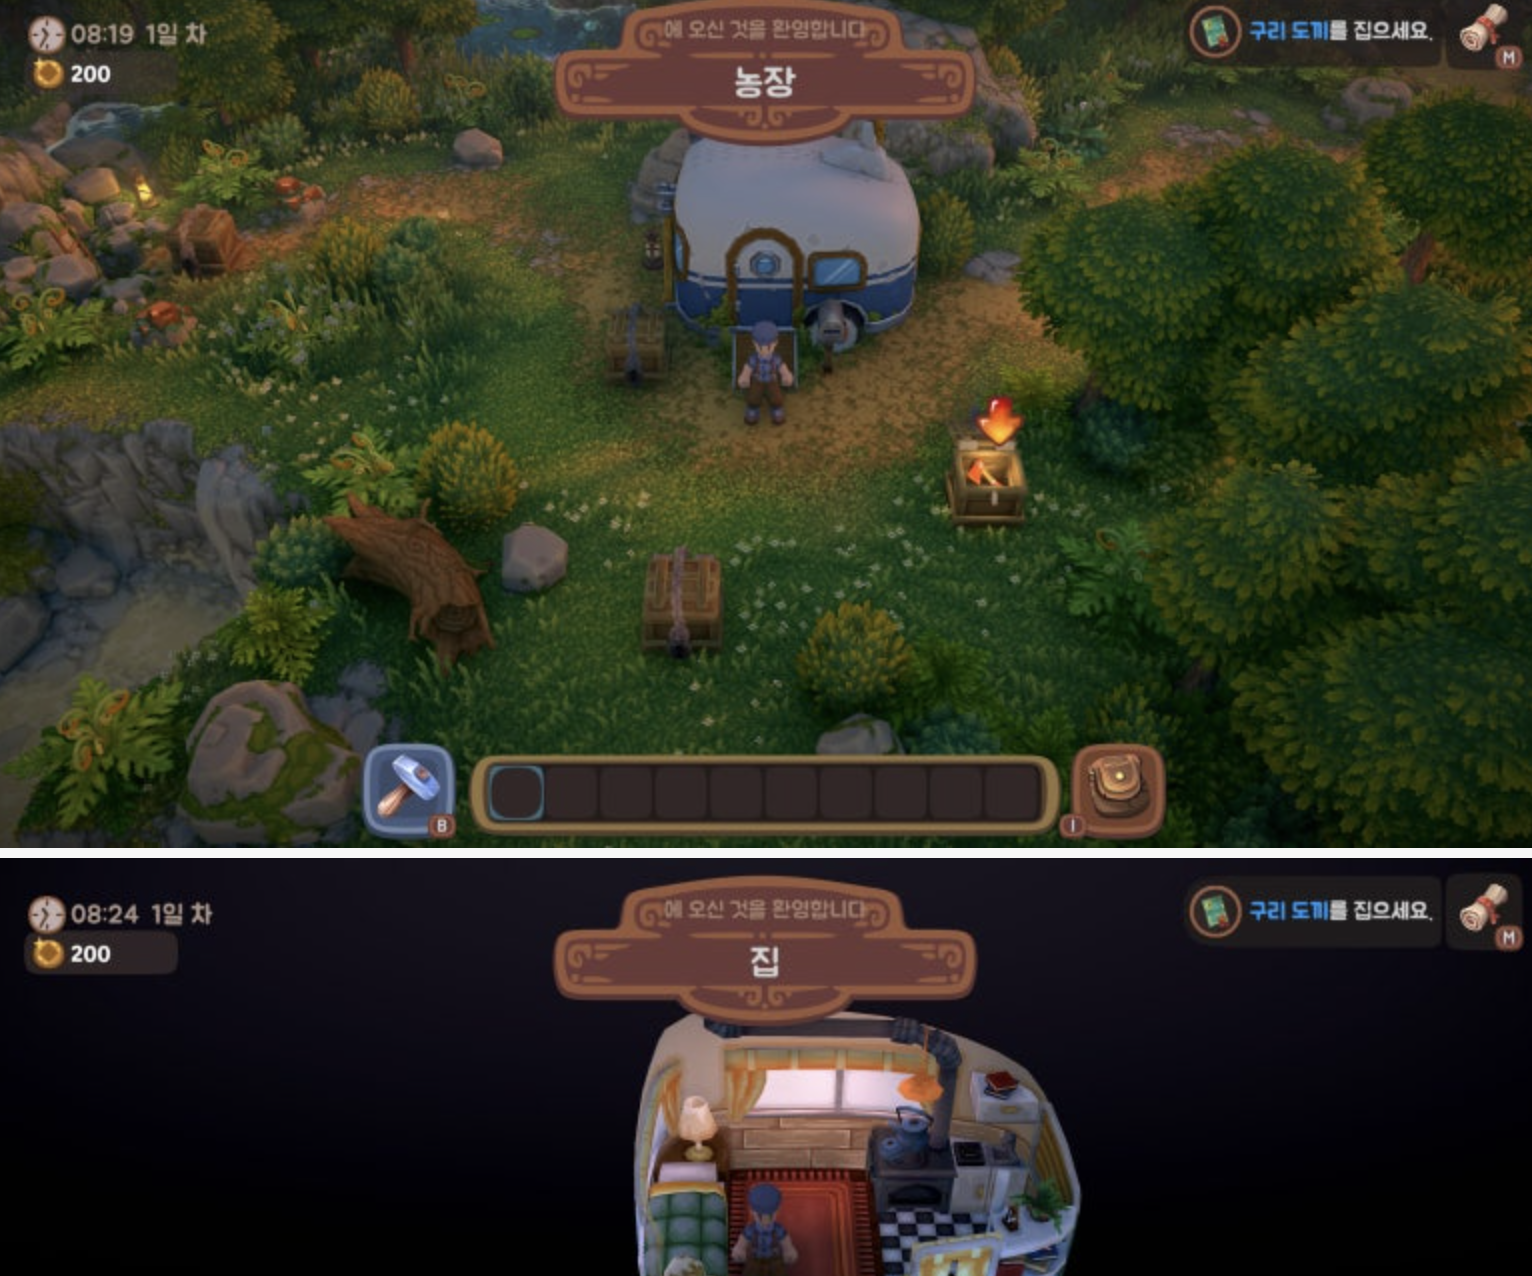 08:19 1일 차
200
에 오신 것을 환영합니다
농장
구리 도끼를 집으세요.
M
B
I
08:24 1일 차
200
에 오신 것을 환영합니다
집
구리 도끼를 집으세요.
M